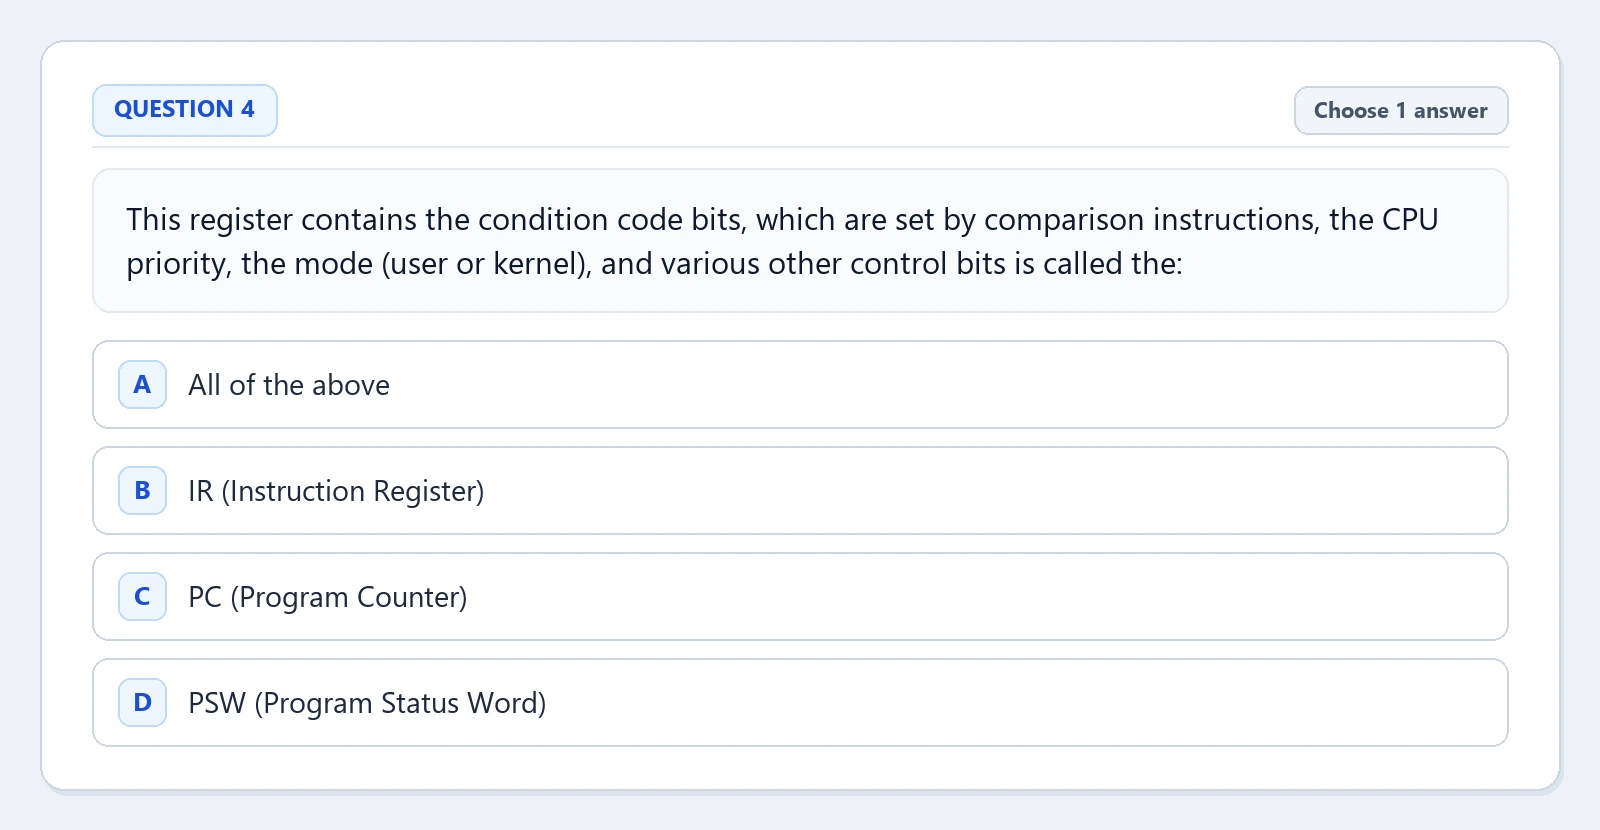 QUESTION 4
Choose 1 answer
This register contains the condition code bits, which are set by comparison instructions, the CPU
priority, the mode (user or kernel), and various other control bits is called the:
A All of the above
B IR (Instruction Register)
C PC (Program Counter)
D PSW (Program Status Word)